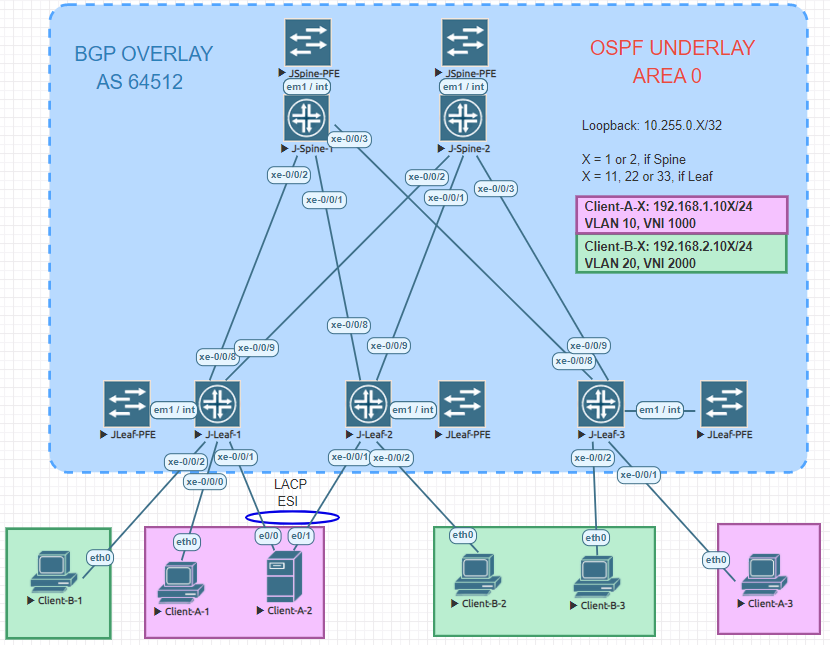 BGP OVERLAY
AS 64512
OSPF UNDERLAY
AREA 0
JSpine-PFE
JSpine-PFE
em1 / int
em1 / int
Loopback: 10.255.0.X/32
J-Spine-1
xe-0/0/3
J-Spine-2
X = 1 or 2, if Spine
X = 11, 22 or 33, if Leaf
xe-0/0/2
xe-0/0/1
xe-0/0/2
xe-0/0/1
xe-0/0/3
Client-A-X: 192.168.1.10X/24
VLAN 10, VNI 1000
Client-B-X: 192.168.2.10X/24
VLAN 20, VNI 2000
xe-0/0/8
xe-0/0/9
xe-0/0/8
xe-0/0/9
xe-0/0/9
xe-0/0/8
em1 / int
em1 / int
em1 / int
JLeaf-PFE
J-Leaf-1
J-Leaf-2
JLeaf-PFE
J-Leaf-3
JLeaf-PFE
xe-0/0/2
xe-0/0/1
xe-0/0/0
xe-0/0/1
xe-0/0/2
xe-0/0/2
xe-0/0/1
LACP
ESI
eth0
eth0
e0/0
e0/1
eth0
eth0
eth0
Client-B-1
Client-A-1
Client-A-2
Client-B-2
Client-B-3
Client-A-3